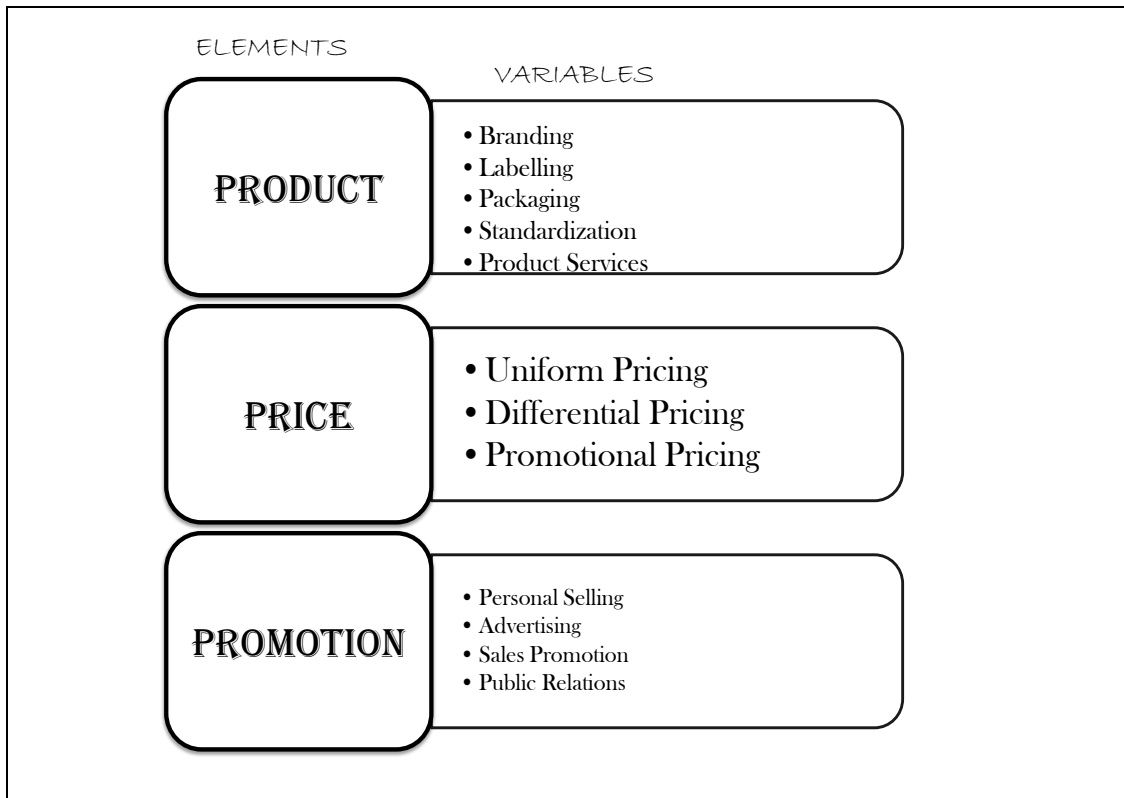 ELEMENTS
VARIABLES
PRODUCT
• Branding
• Labelling
• Packaging
• Standardization
• Product Services
PRICE
• Uniform Pricing
• Differential Pricing
• Promotional Pricing
PROMOTION
• Personal Selling
• Advertising
• Sales Promotion
• Public Relations